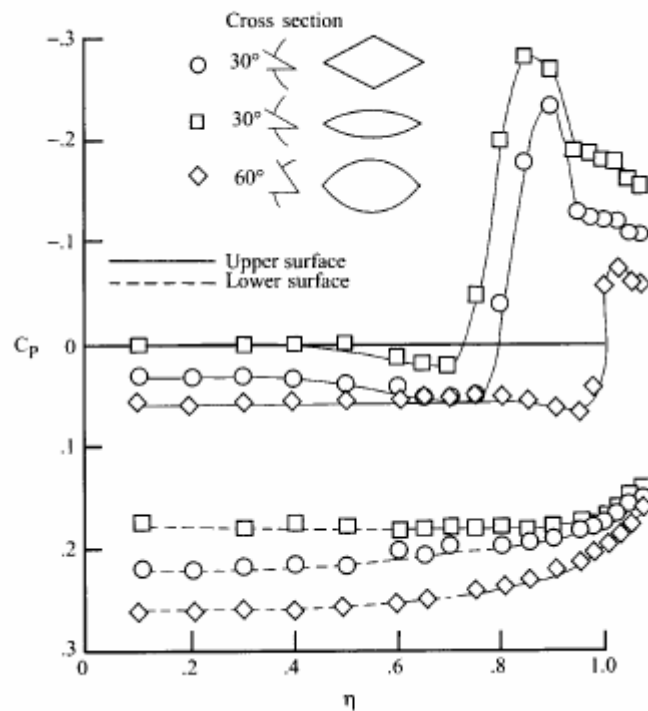 Cross section
30°
30°
60°
Upper surface
Lower surface
-.3
-.2
-.1
C_P 0
.1
.2
.3
0 .2 .4 .6 .8 1.0
η